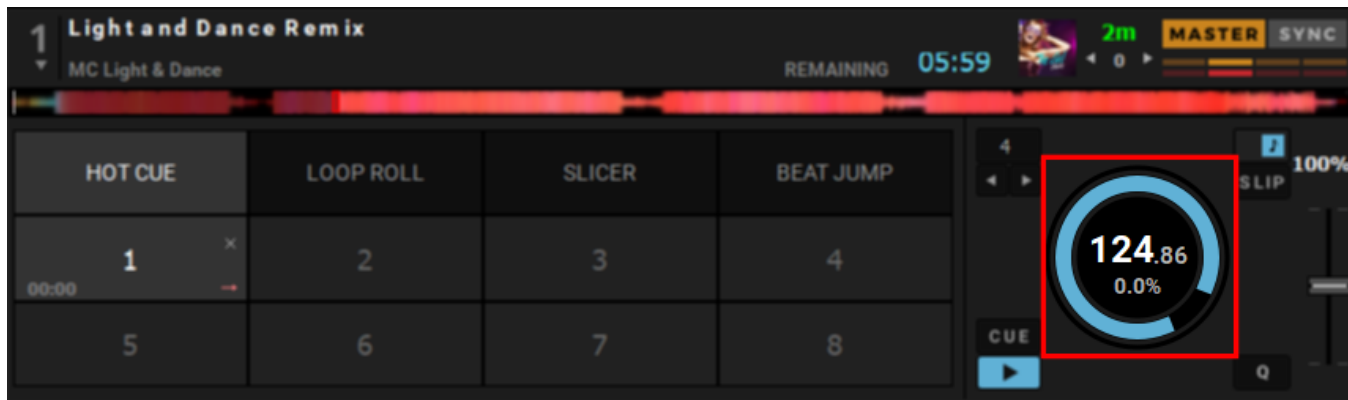 1 Light and Dance Remix
MC Light & Dance
REMAINING 05:59
2m
0
MASTER SYNC
HOT CUE LOOP ROLL SLICER BEAT JUMP
1 2 3 4
00:00
5 6 7 8
4
SLIP
100%
124.86
0.0%
CUE
Q